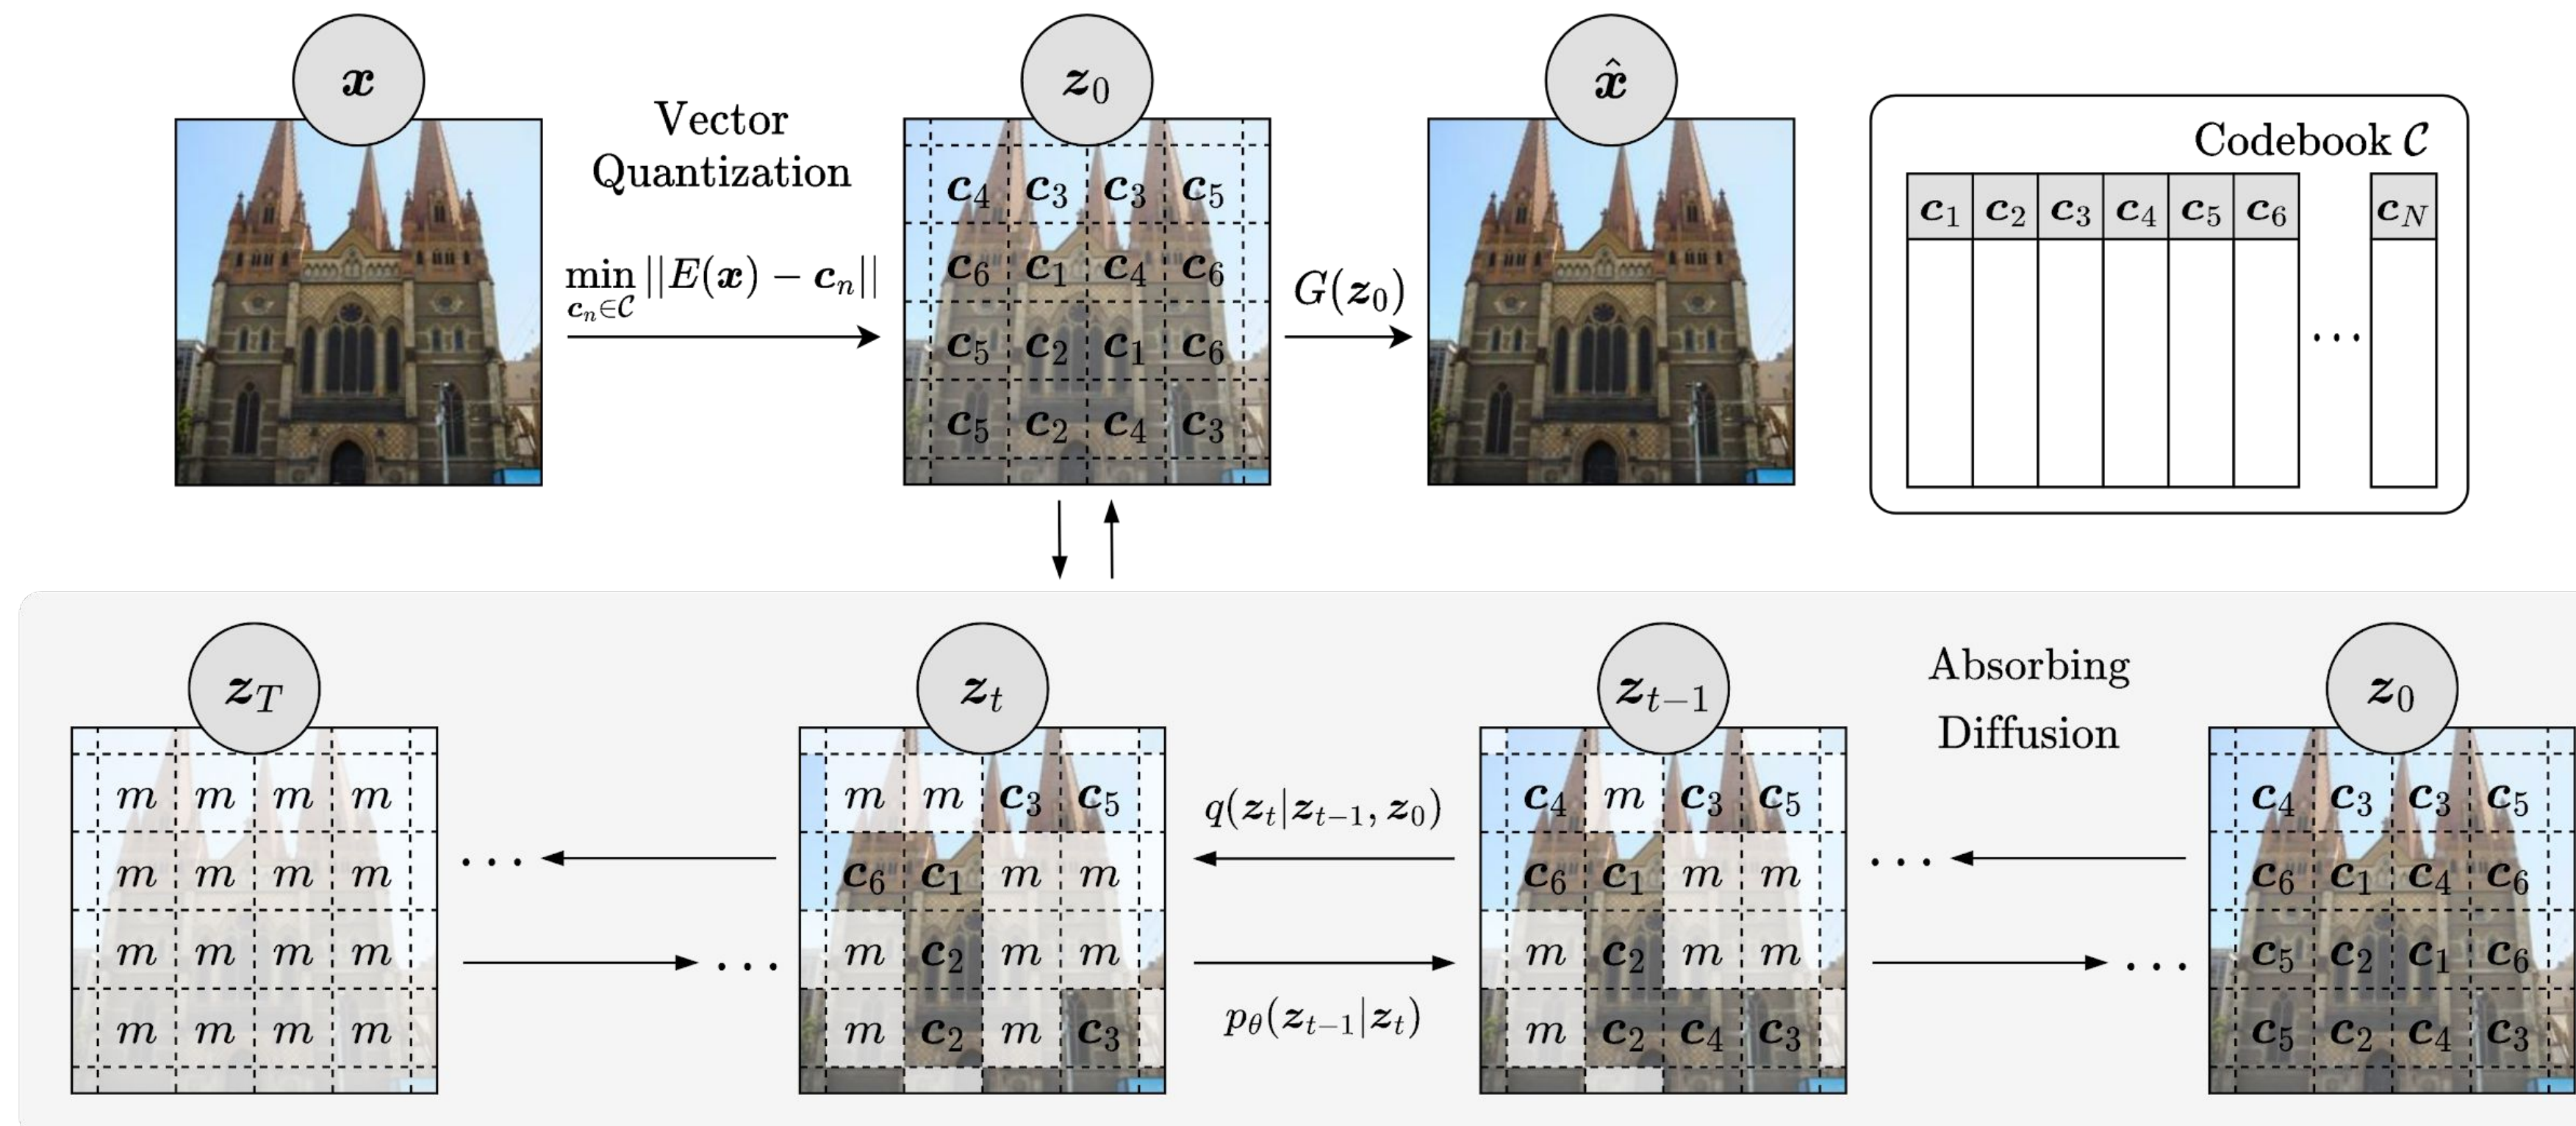 x
Vector
Quantization
min ||E(x) − c_n||
c_n∈C
z_0
c_4 c_3 c_3 c_5
c_6 c_1 c_4 c_6
c_5 c_2 c_1 c_6
c_5 c_2 c_4 c_3
G(z_0)
x̂
Codebook C
c_1 c_2 c_3 c_4 c_5 c_6 ... c_N
z_T
m m m m
m m m m
m m m m
m m m m
...
...
z_t
m m c_3 c_5
c_6 c_1 m m
m c_2 m m
m c_2 m c_3
q(z_t|z_{t−1}, z_0)
p_θ(z_{t−1}|z_t)
z_{t−1}
c_4 m c_3 c_5
c_6 c_1 m m
m c_2 m m
m c_2 c_4 c_3
Absorbing
Diffusion
...
...
z_0
c_4 c_3 c_3 c_5
c_6 c_1 c_4 c_6
c_5 c_2 c_1 c_6
c_5 c_2 c_4 c_3